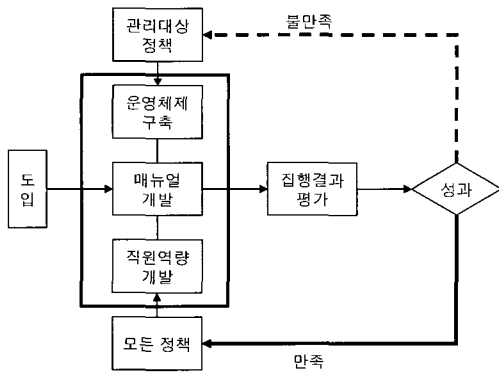 관리대상
정책
불만족
운영체제
구축
도
입
매뉴얼
개발
집행결과
평가
성과
직원역량
개발
모든 정책
만족